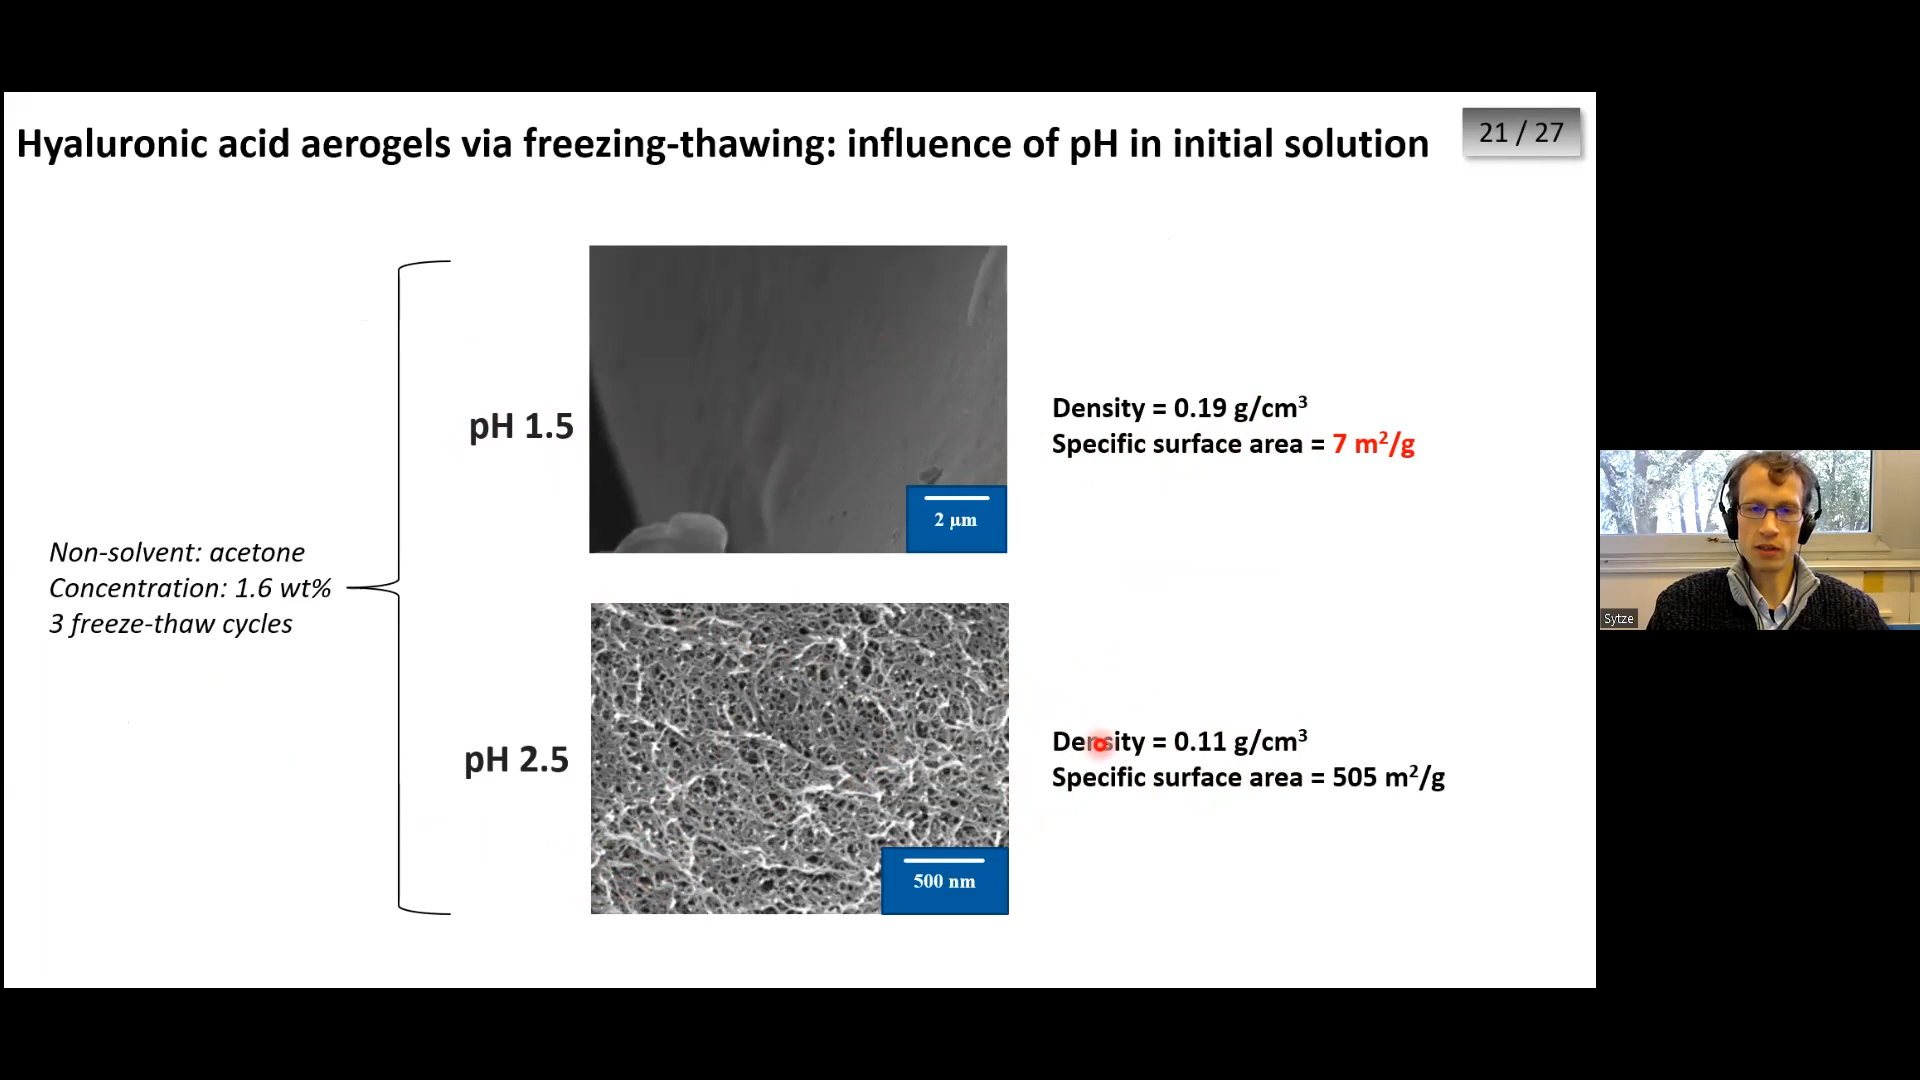 Hyaluronic acid aerogels via freezing-thawing: influence of pH in initial solution
21 / 27
pH 1.5
2 μm
Density = 0.19 g/cm³
Specific surface area = 7 m²/g
Non-solvent: acetone
Concentration: 1.6 wt%
3 freeze-thaw cycles
pH 2.5
500 nm
Density = 0.11 g/cm³
Specific surface area = 505 m²/g
Sytze